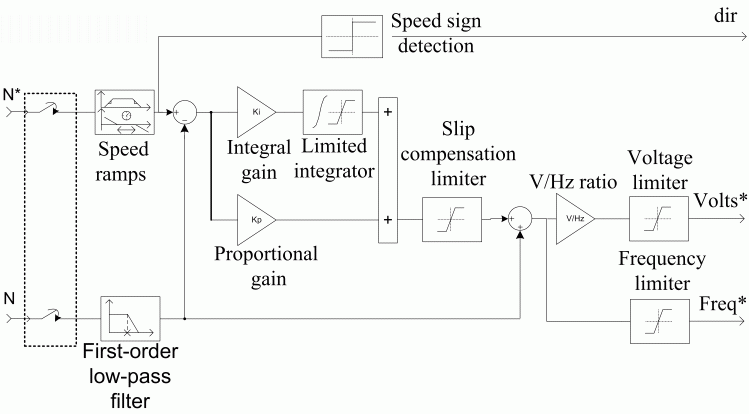 Speed sign
detection
dir
N*
Speed
ramps
Ki
Integral
gain
Limited
integrator
+
−
+
+
Kp
Proportional
gain
Slip
compensation
limiter
+
+
V/Hz ratio
V/Hz
Voltage
limiter
Volts*
Frequency
limiter
Freq*
N
First-order
low-pass
filter